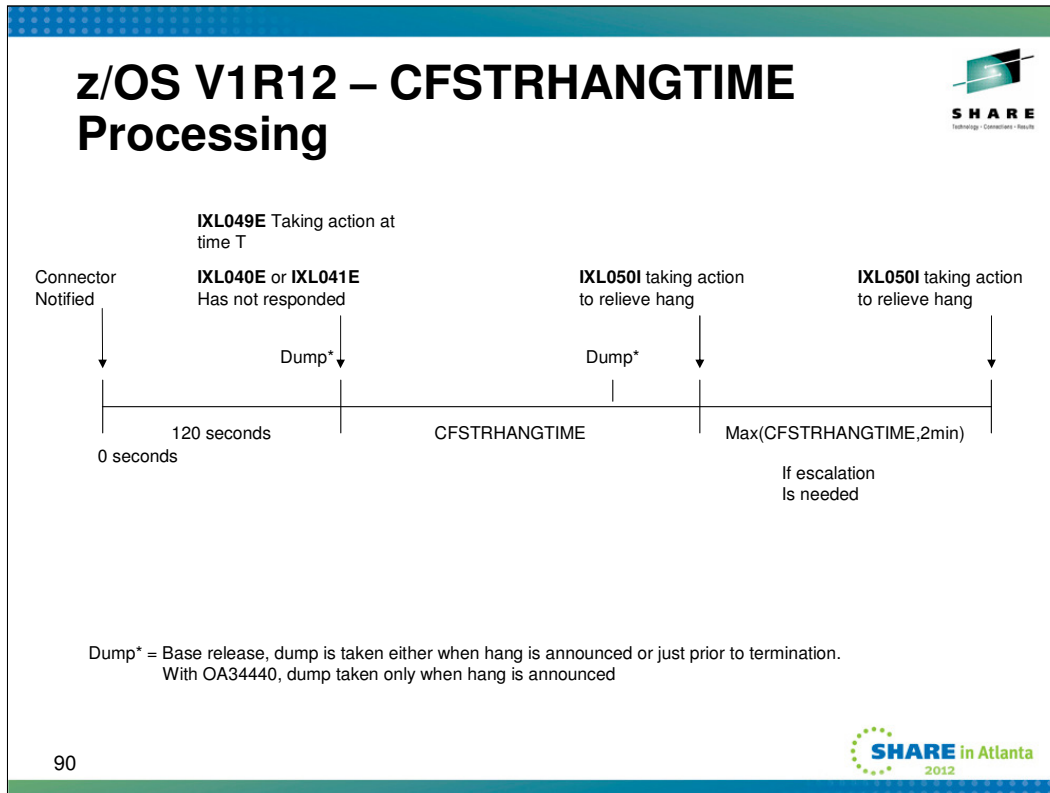 z/OS V1R12 – CFSTRHANGTIME
Processing
SHARE
Technology · Connections · Results
IXL049E Taking action at
time T
Connector
Notified
IXL040E or IXL041E
Has not responded
IXL050I taking action
to relieve hang
IXL050I taking action
to relieve hang
Dump*
Dump*
120 seconds
CFSTRHANGTIME
Max(CFSTRHANGTIME,2min)
0 seconds
If escalation
Is needed
Dump* = Base release, dump is taken either when hang is announced or just prior to termination.
With OA34440, dump taken only when hang is announced
90
SHARE in Atlanta
2012